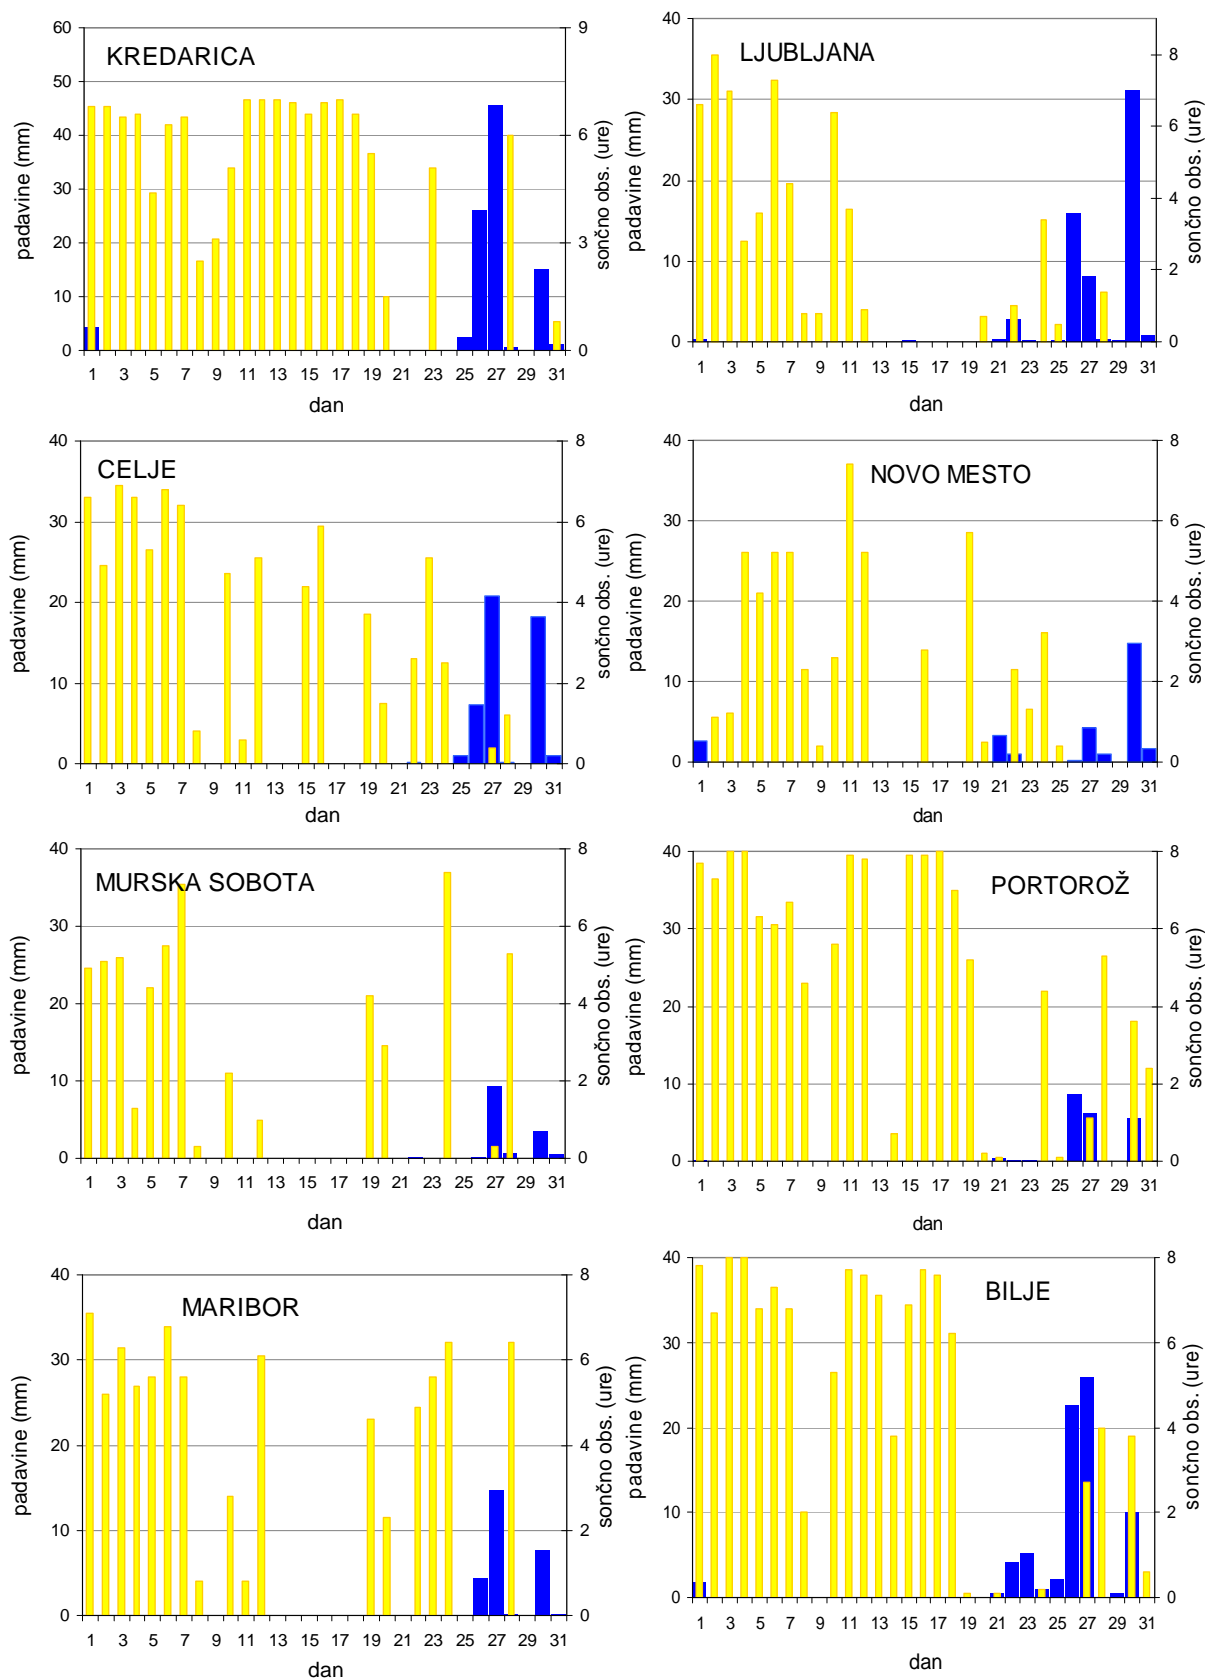 KREDARICA
padavine (mm)
60
50
40
30
20
10
0
9
6
3
0
sončno obs. (ure)
1 3 5 7 9 11 13 15 17 19 21 23 25 27 29 31
dan
LJUBLJANA
padavine (mm)
40
30
20
10
0
8
6
4
2
0
sončno obs. (ure)
1 3 5 7 9 11 13 15 17 19 21 23 25 27 29 31
dan
CELJE
padavine (mm)
40
30
20
10
0
8
6
4
2
0
sončno obs. (ure)
1 3 5 7 9 11 13 15 17 19 21 23 25 27 29 31
dan
NOVO MESTO
padavine (mm)
40
30
20
10
0
8
6
4
2
0
sončno obs. (ure)
1 3 5 7 9 11 13 15 17 19 21 23 25 27 29 31
dan
MURSKA SOBOTA
padavine (mm)
40
30
20
10
0
8
6
4
2
0
sončno obs. (ure)
1 3 5 7 9 11 13 15 17 19 21 23 25 27 29 31
dan
PORTOROŽ
padavine (mm)
40
30
20
10
0
8
6
4
2
0
sončno obs. (ure)
1 3 5 7 9 11 13 15 17 19 21 23 25 27 29 31
dan
MARIBOR
padavine (mm)
40
30
20
10
0
8
6
4
2
0
sončno obs. (ure)
1 3 5 7 9 11 13 15 17 19 21 23 25 27 29 31
dan
BILJE
padavine (mm)
40
30
20
10
0
8
6
4
2
0
sončno obs. (ure)
1 3 5 7 9 11 13 15 17 19 21 23 25 27 29 31
dan